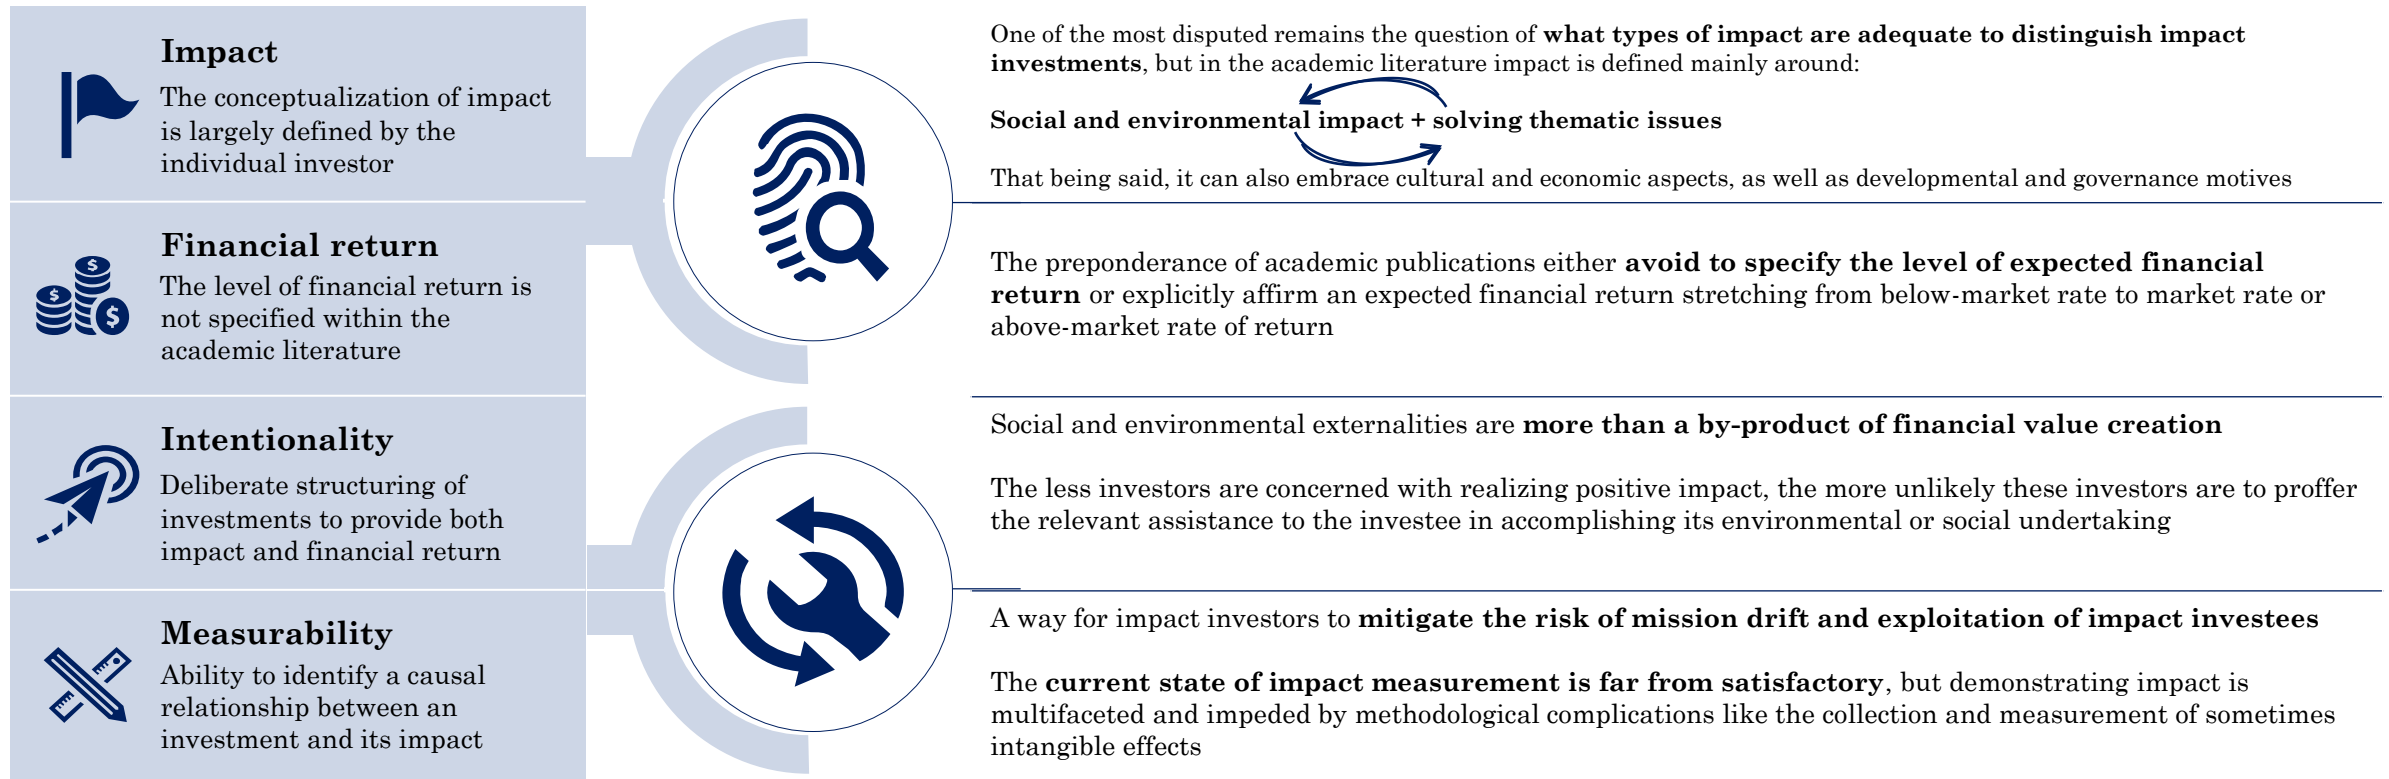 Impact
The conceptualization of impact
is largely defined by the
individual investor
One of the most disputed remains the question of what types of impact are adequate to distinguish impact
investments, but in the academic literature impact is defined mainly around:
Social and environmental impact + solving thematic issues
That being said, it can also embrace cultural and economic aspects, as well as developmental and governance motives
Financial return
The level of financial return is
not specified within the
academic literature
The preponderance of academic publications either avoid to specify the level of expected financial
return or explicitly affirm an expected financial return stretching from below-market rate to market rate or
above-market rate of return
Intentionality
Deliberate structuring of
investments to provide both
impact and financial return
Social and environmental externalities are more than a by-product of financial value creation
The less investors are concerned with realizing positive impact, the more unlikely these investors are to proffer
the relevant assistance to the investee in accomplishing its environmental or social undertaking
Measurability
Ability to identify a causal
relationship between an
investment and its impact
A way for impact investors to mitigate the risk of mission drift and exploitation of impact investees
The current state of impact measurement is far from satisfactory, but demonstrating impact is
multifaceted and impeded by methodological complications like the collection and measurement of sometimes
intangible effects